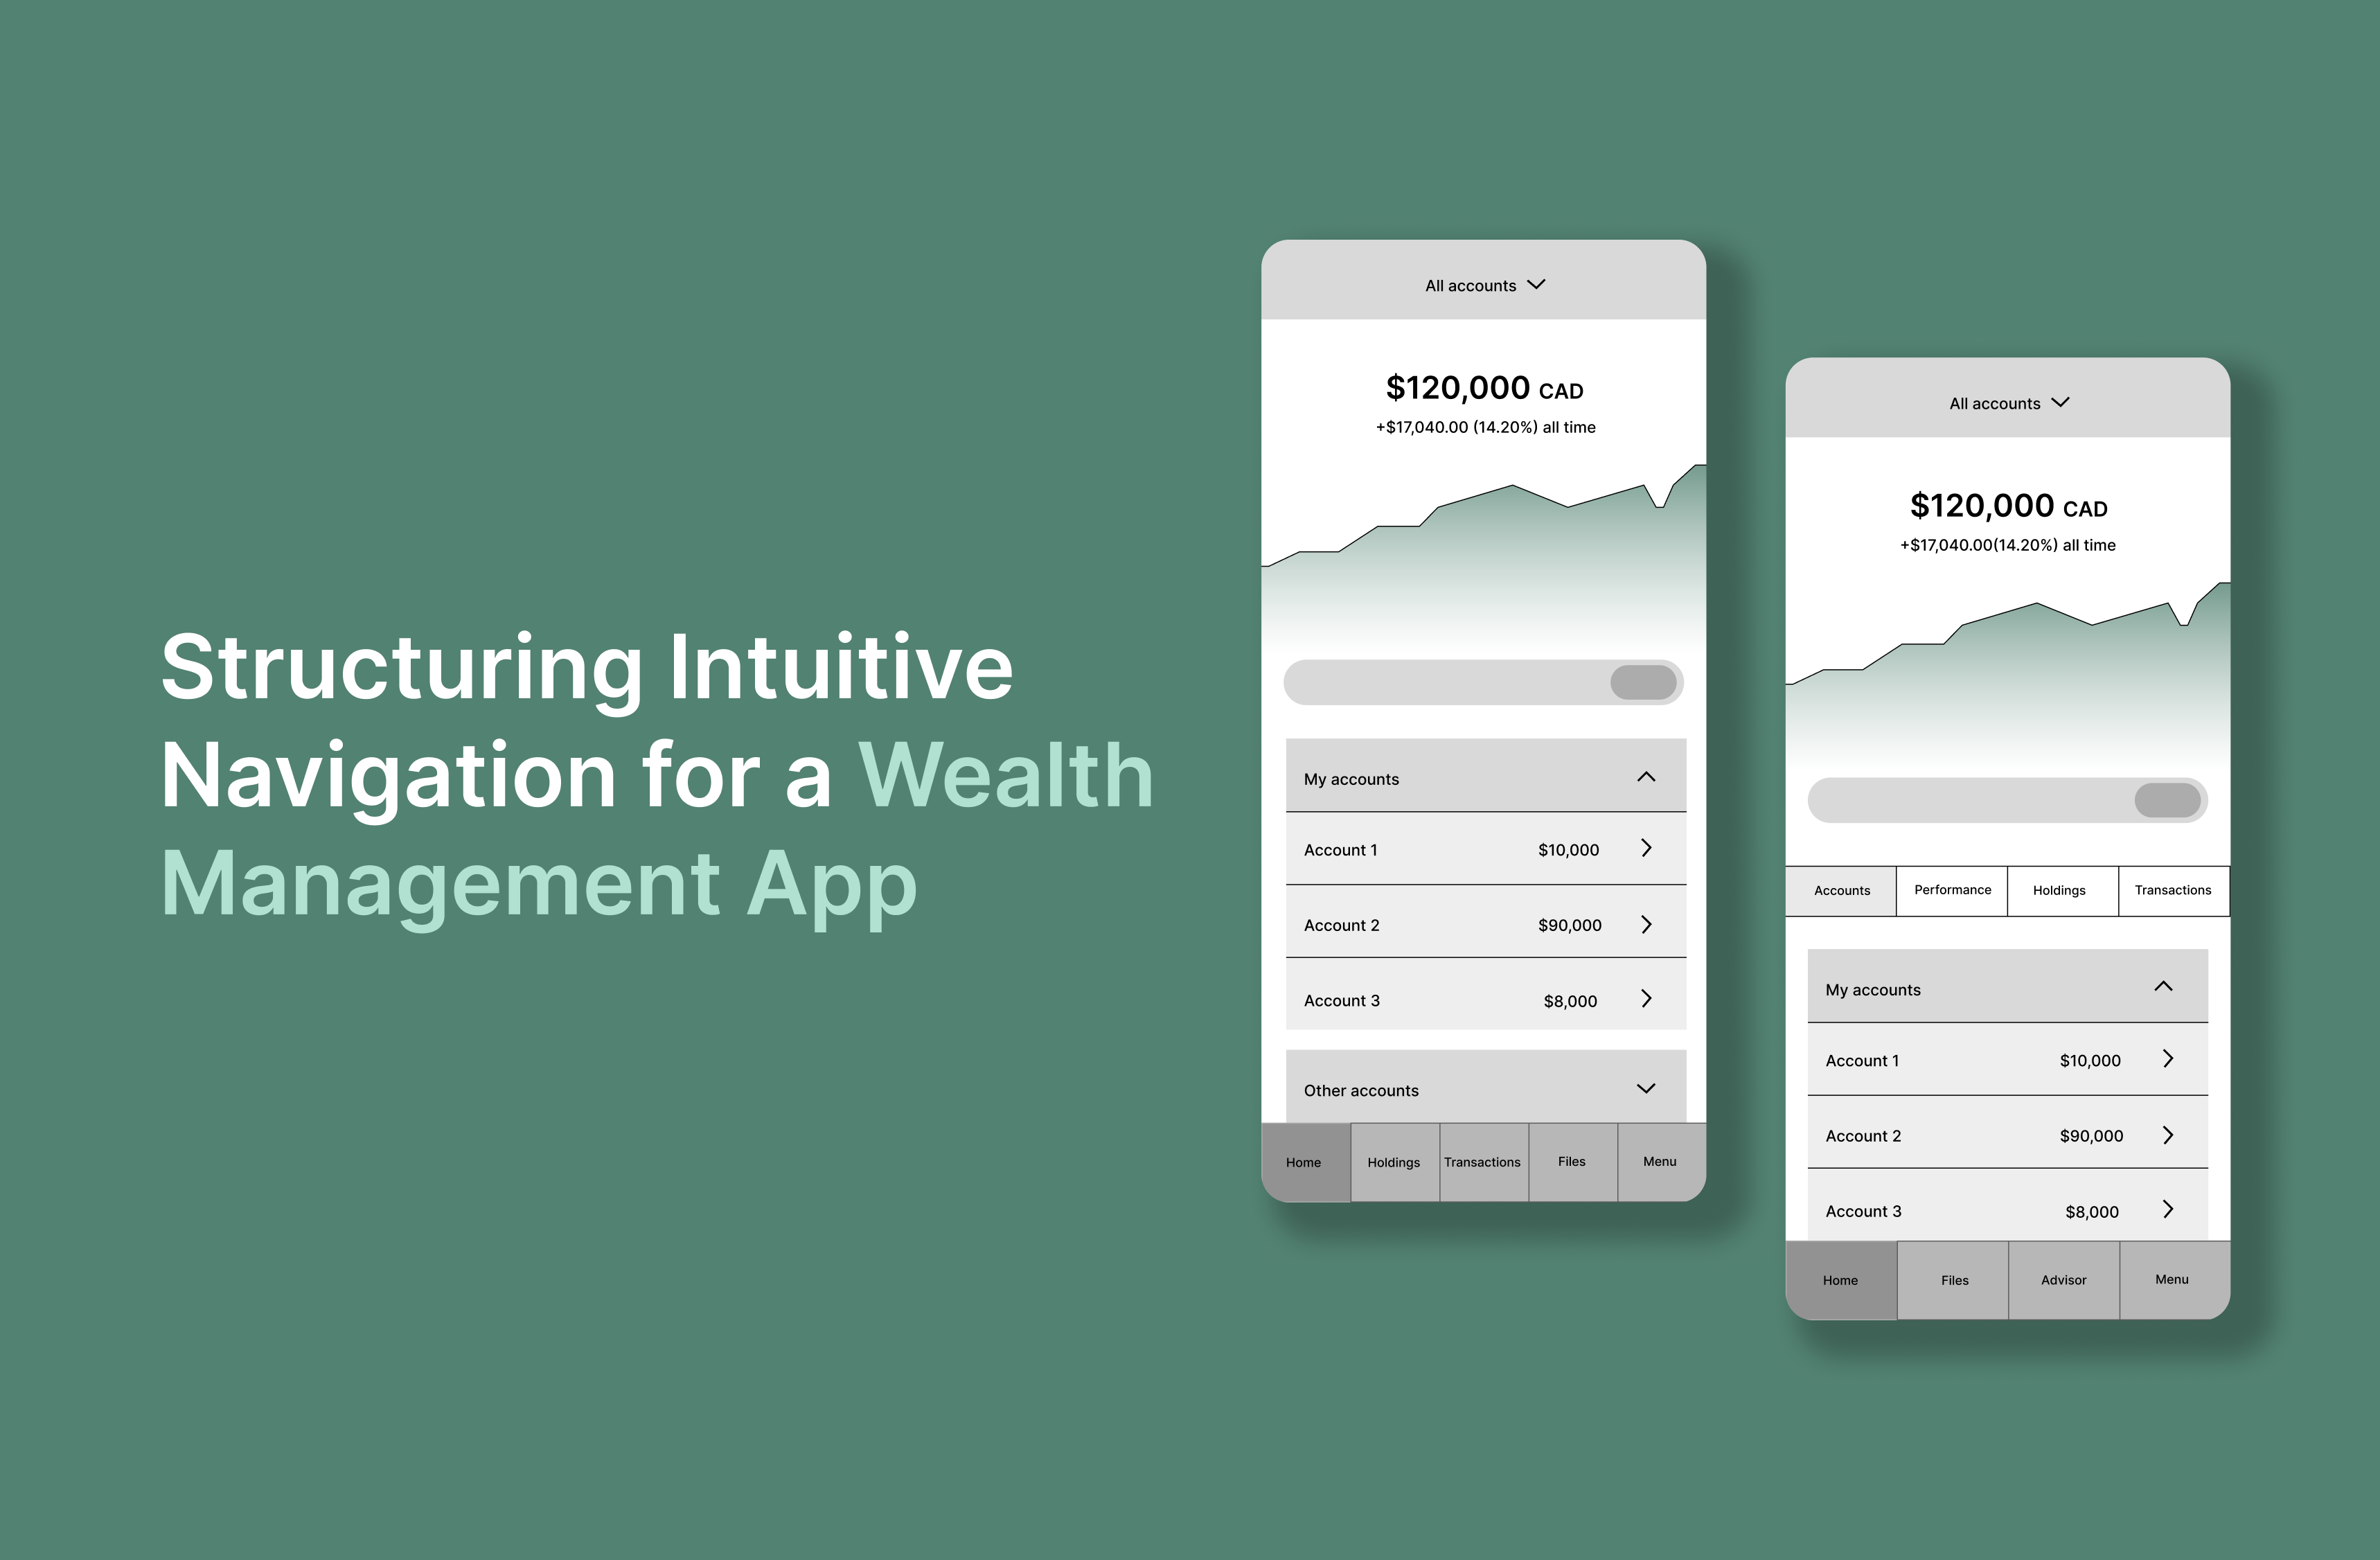 Structuring Intuitive
Navigation for a Wealth
Management App
All accounts
$120,000 CAD
+$17,040.00 (14.20%) all time
My accounts
Account 1 $10,000
Account 2 $90,000
Account 3 $8,000
Other accounts
Home Holdings Transactions Files Menu
All accounts
$120,000 CAD
+$17,040.00(14.20%) all time
Accounts Performance Holdings Transactions
My accounts
Account 1 $10,000
Account 2 $90,000
Account 3 $8,000
Home Files Advisor Menu